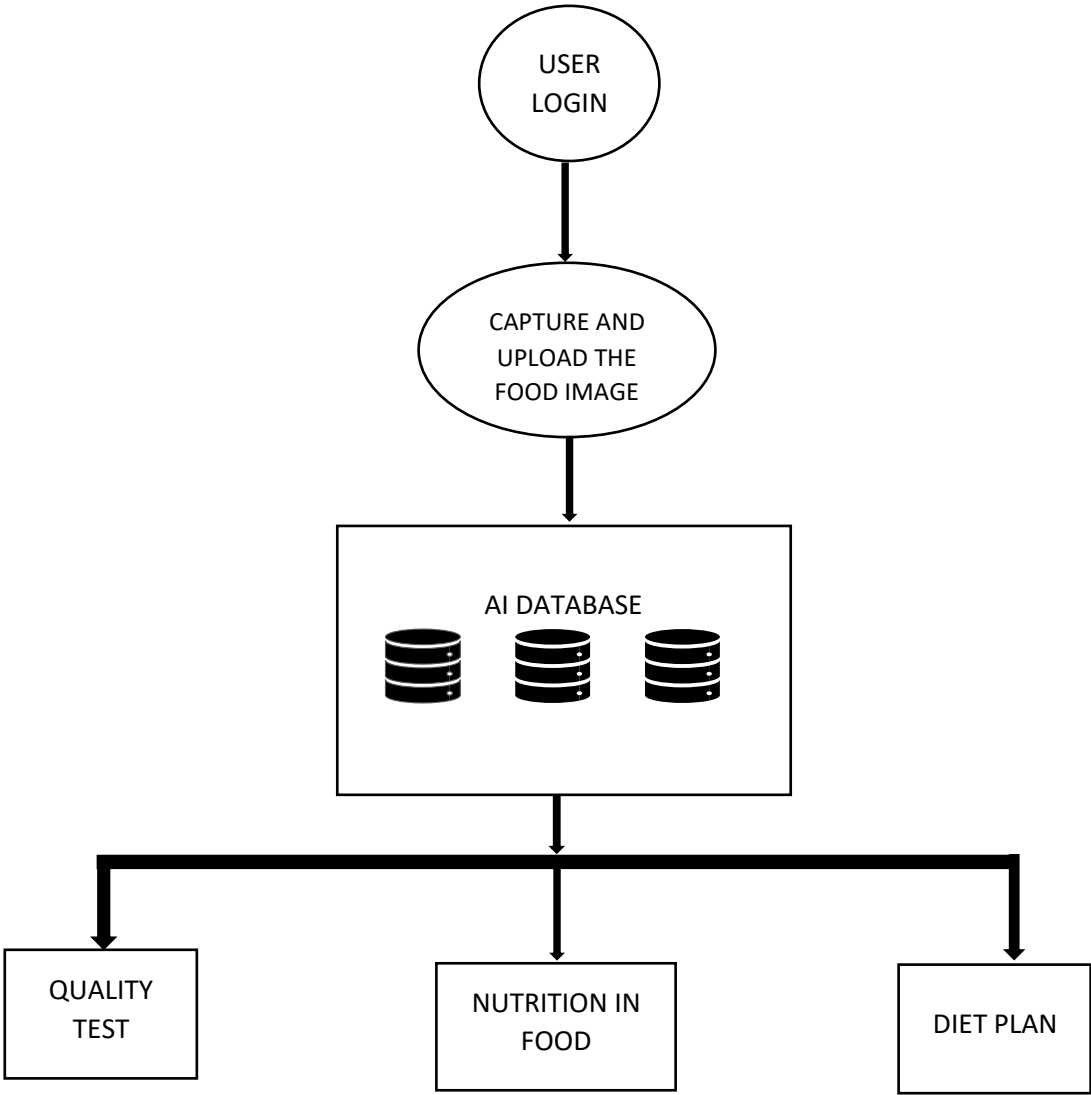 USER
LOGIN
CAPTURE AND
UPLOAD THE
FOOD IMAGE
AI DATABASE
QUALITY
TEST
NUTRITION IN
FOOD
DIET PLAN